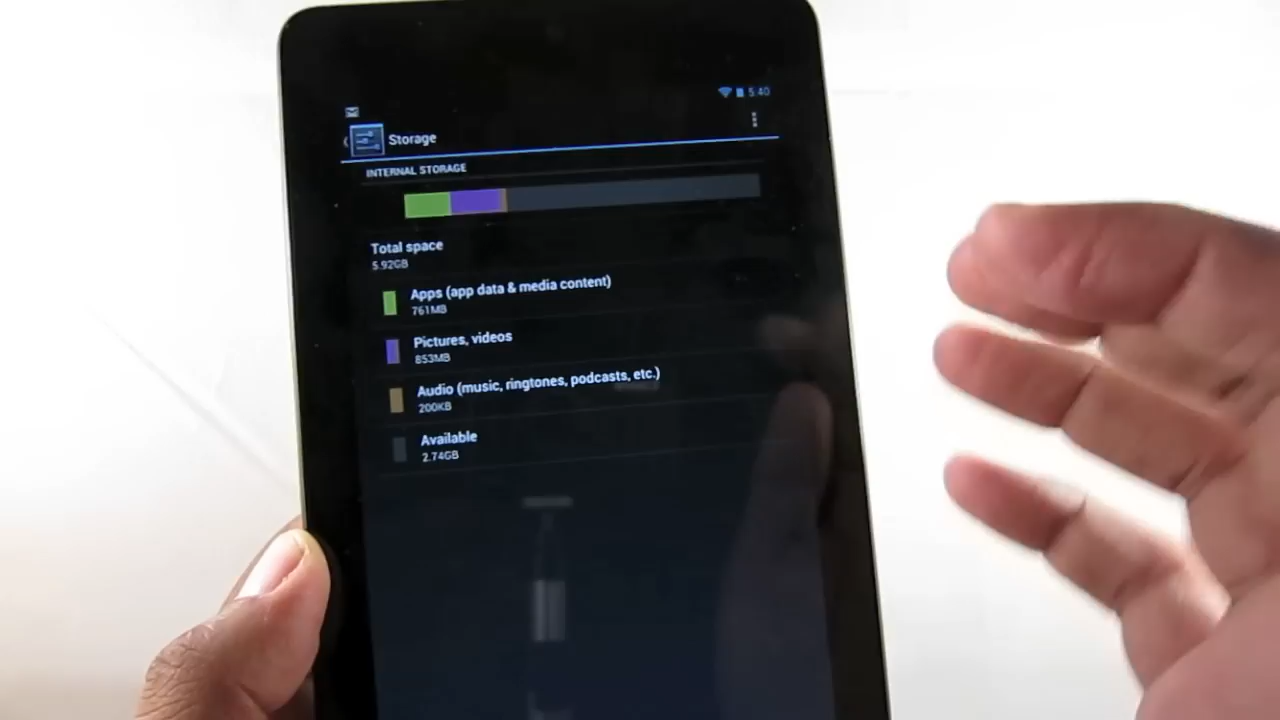 5:40
Storage
INTERNAL STORAGE
Total space
5.92GB
Apps (app data & media content)
761MB
Pictures, videos
853MB
Audio (music, ringtones, podcasts, etc.)
200KB
Available
2.74GB